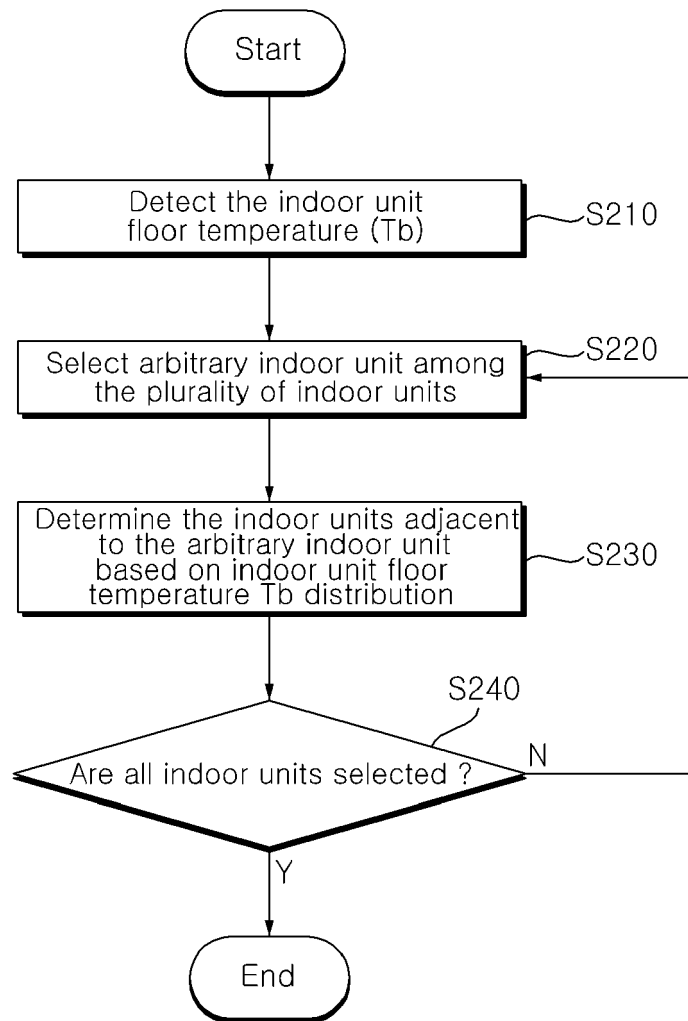 Start
Detect the indoor unit
floor temperature (Tb)
S210
Select arbitrary indoor unit among
the plurality of indoor units
S220
Determine the indoor units adjacent
to the arbitrary indoor unit
based on indoor unit floor
temperature Tb distribution
S230
S240
Are all indoor units selected ?
N
Y
End